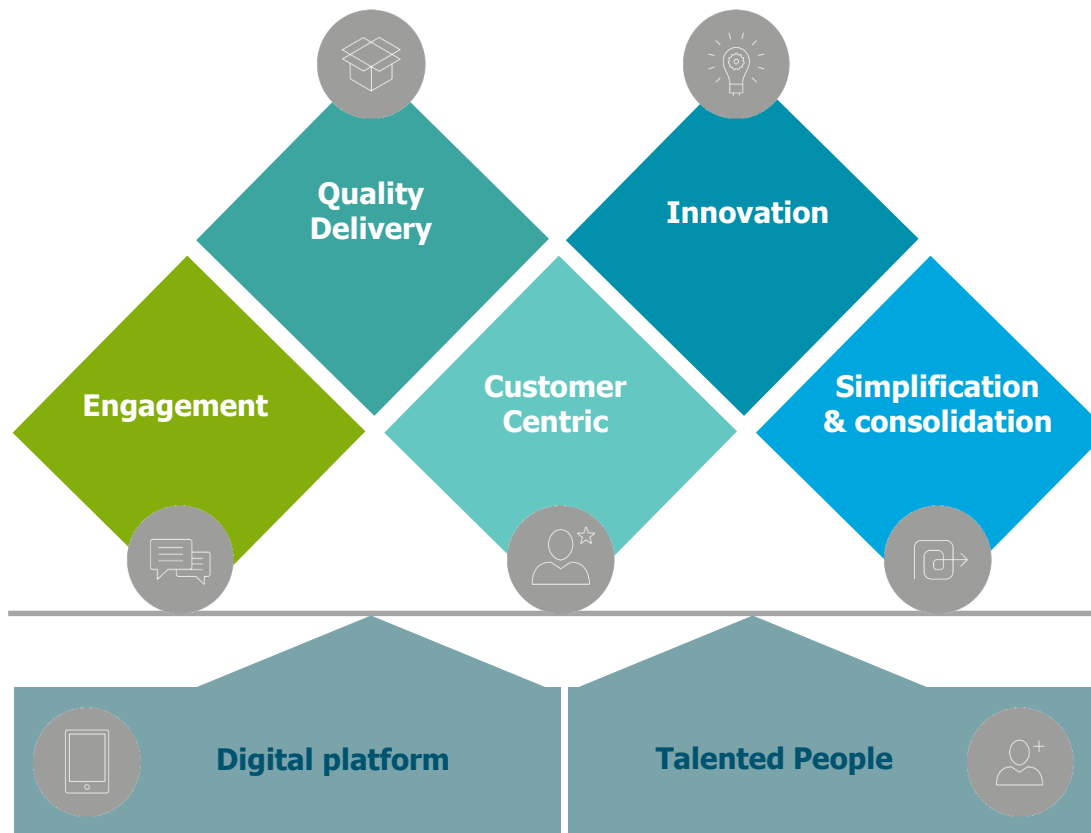 Quality
Delivery
Innovation
Engagement
Customer
Centric
Simplification
& consolidation
Digital platform
Talented People